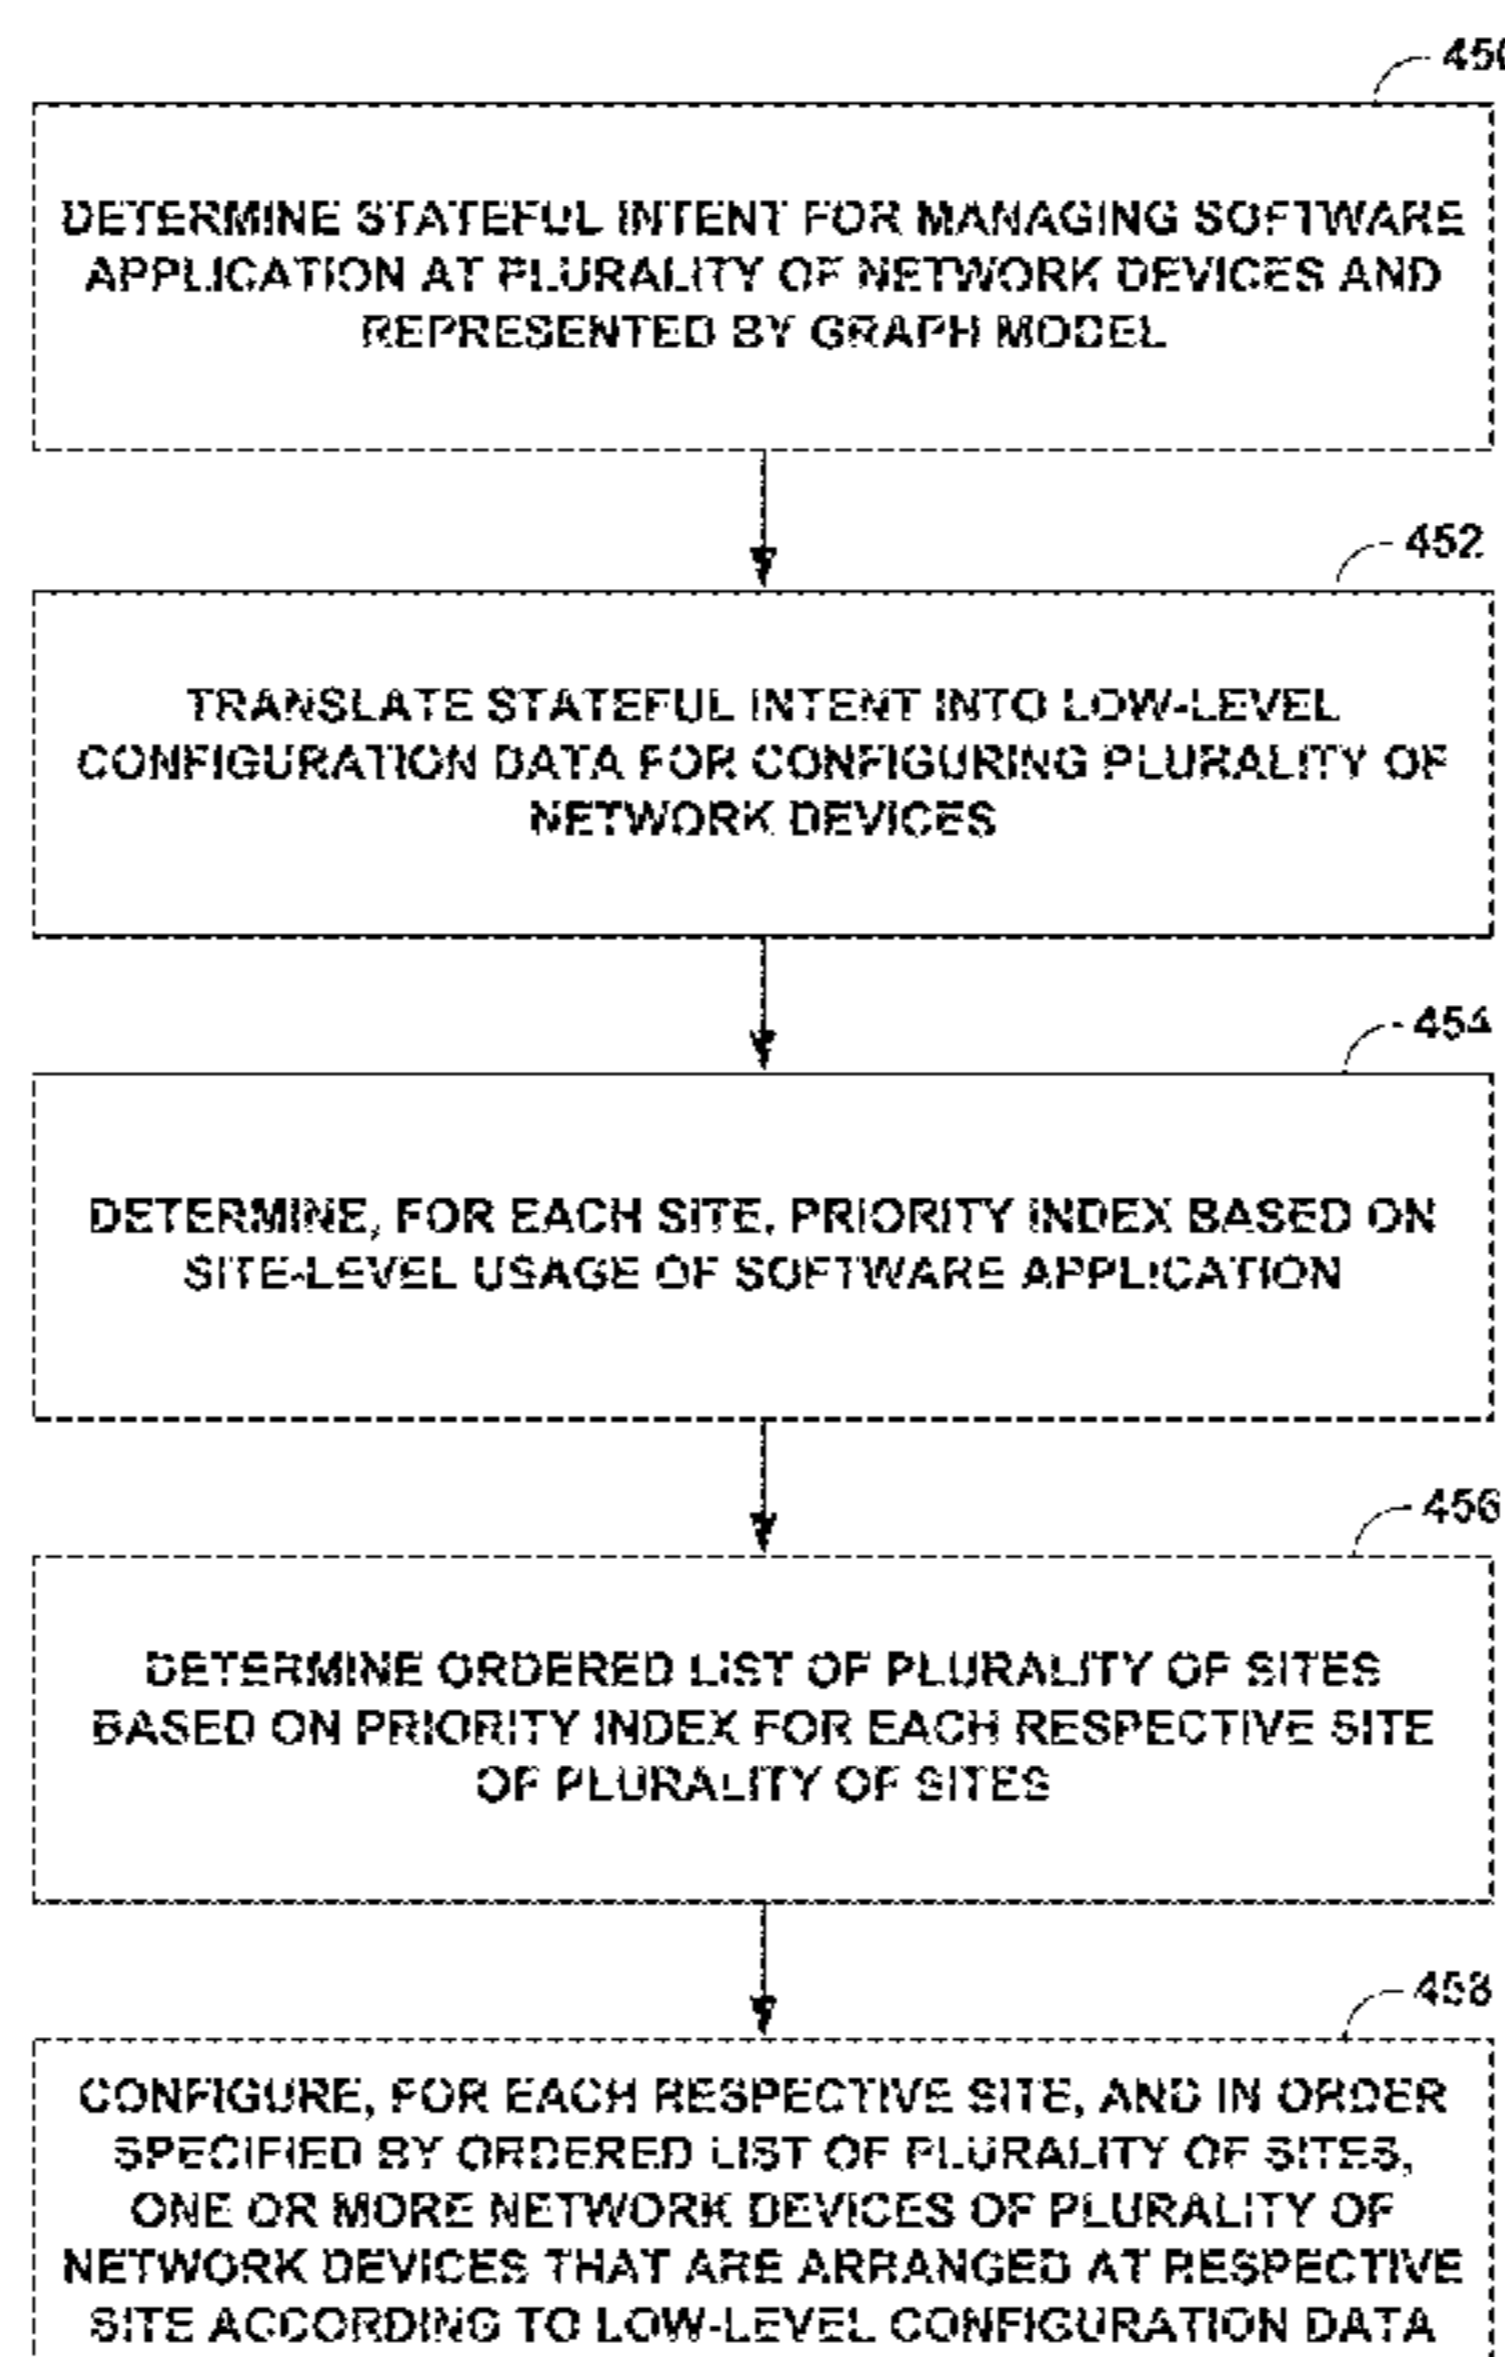 450
DETERMINE STATEFUL INTENT FOR MANAGING SOFTWARE
APPLICATION AT PLURALITY OF NETWORK DEVICES AND
REPRESENTED BY GRAPH MODEL
452
TRANSLATE STATEFUL INTENT INTO LOW-LEVEL
CONFIGURATION DATA FOR CONFIGURING PLURALITY OF
NETWORK DEVICES
454
DETERMINE, FOR EACH SITE, PRIORITY INDEX BASED ON
SITE-LEVEL USAGE OF SOFTWARE APPLICATION
456
DETERMINE ORDERED LIST OF PLURALITY OF SITES
BASED ON PRIORITY INDEX FOR EACH RESPECTIVE SITE
OF PLURALITY OF SITES
458
CONFIGURE, FOR EACH RESPECTIVE SITE, AND IN ORDER
SPECIFIED BY ORDERED LIST OF PLURALITY OF SITES,
ONE OR MORE NETWORK DEVICES OF PLURALITY OF
NETWORK DEVICES THAT ARE ARRANGED AT RESPECTIVE
SITE ACCORDING TO LOW-LEVEL CONFIGURATION DATA